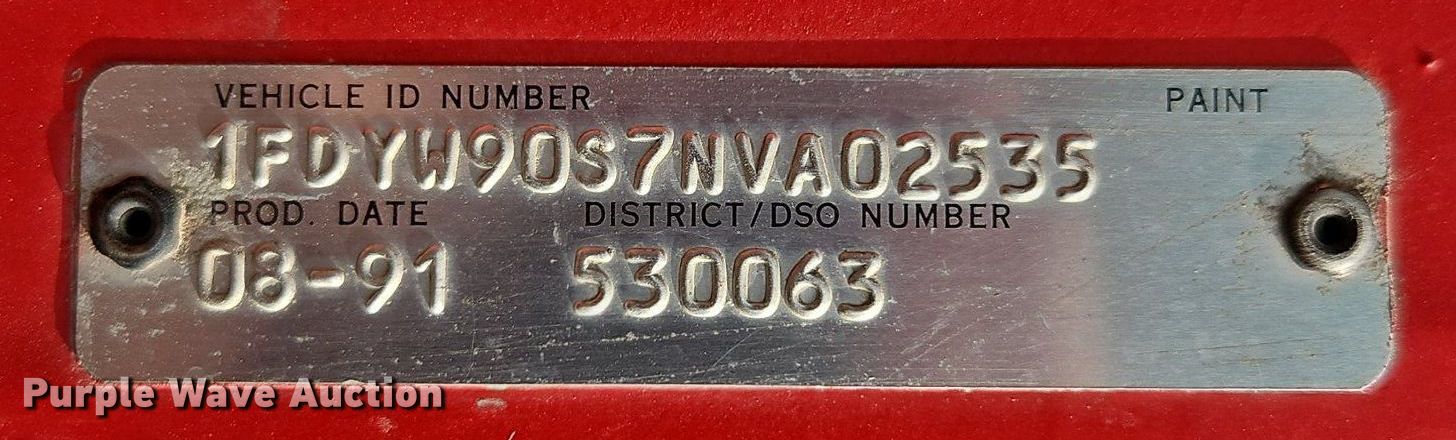 VEHICLE ID NUMBER PAINT
1FDYW90S7NVA02535
PROD. DATE DISTRICT/DSO NUMBER
08-91 530063
Purple Wave Auction